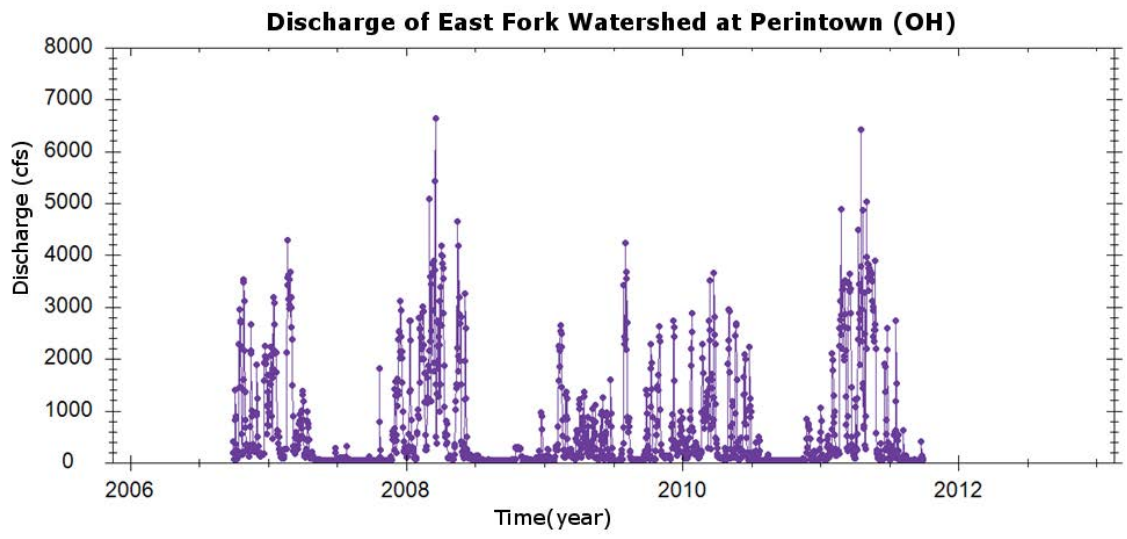 Discharge of East Fork Watershed at Perintown (OH)
8000
7000
6000
5000
4000
3000
2000
1000
0
Discharge (cfs)
2006 2008 2010 2012
Time(year)